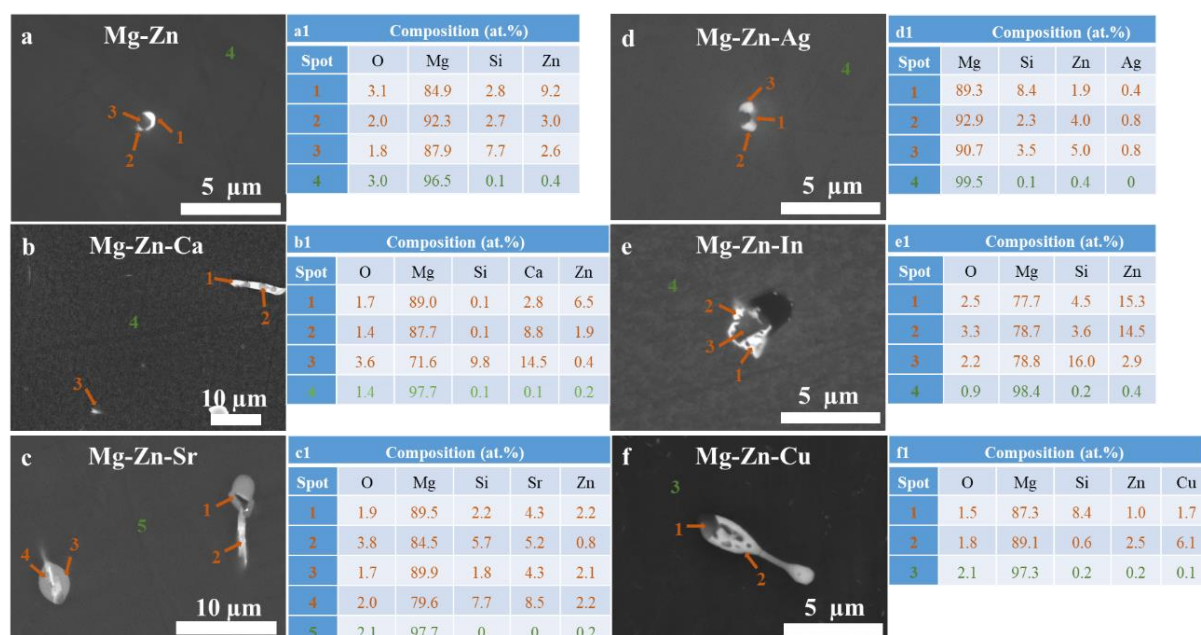 a
Mg-Zn
4
3
1
2
5 µm
a1 Composition (at.%)
Spot O Mg Si Zn
1 3.1 84.9 2.8 9.2
2 2.0 92.3 2.7 3.0
3 1.8 87.9 7.7 2.6
4 3.0 96.5 0.1 0.4
d
Mg-Zn-Ag
4
3
1
2
5 µm
d1 Composition (at.%)
Spot Mg Si Zn Ag
1 89.3 8.4 1.9 0.4
2 92.9 2.3 4.0 0.8
3 90.7 3.5 5.0 0.8
4 99.5 0.1 0.4 0
b
Mg-Zn-Ca
1
2
4
3
10 µm
b1 Composition (at.%)
Spot O Mg Si Ca Zn
1 1.7 89.0 0.1 2.8 6.5
2 1.4 87.7 0.1 8.8 1.9
3 3.6 71.6 9.8 14.5 0.4
1.4 97.7 0.1 0.1 0.2
e
Mg-Zn-In
4
2
3
1
5 µm
e1 Composition (at.%)
Spot O Mg Si Zn
1 2.5 77.7 4.5 15.3
2 3.3 78.7 3.6 14.5
3 2.2 78.8 16.0 2.9
4 0.9 98.4 0.2 0.4
c
Mg-Zn-Sr
1
5
2
4
3
10 µm
c1 Composition (at.%)
Spot O Mg Si Sr Zn
1 1.9 89.5 2.2 4.3 2.2
2 3.8 84.5 5.7 5.2 0.8
3 1.7 89.9 1.8 4.3 2.1
4 2.0 79.6 7.7 8.5 2.2
5 2.1 97.7 0 0 0.2
f
Mg-Zn-Cu
3
1
2
5 µm
f1 Composition (at.%)
Spot O Mg Si Zn Cu
1 1.5 87.3 8.4 1.0 1.7
2 1.8 89.1 0.6 2.5 6.1
3 2.1 97.3 0.2 0.2 0.1